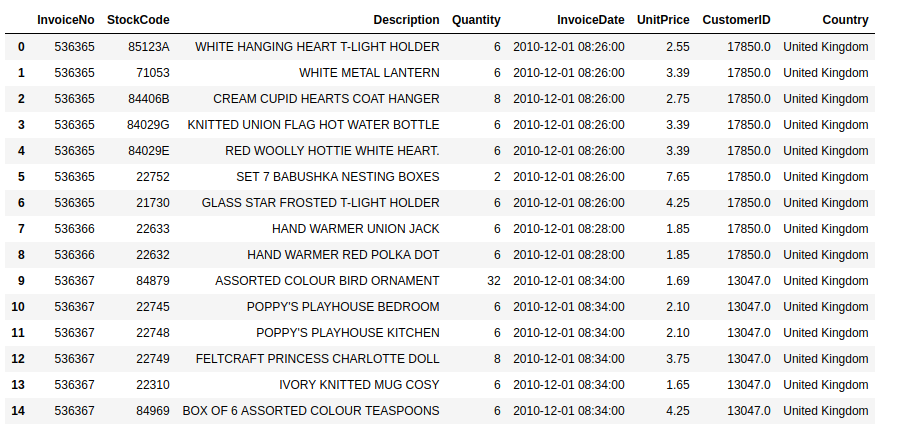 InvoiceNo StockCode Description Quantity InvoiceDate UnitPrice CustomerID Country
0 536365 85123A WHITE HANGING HEART T-LIGHT HOLDER 6 2010-12-01 08:26:00 2.55 17850.0 United Kingdom
1 536365 71053 WHITE METAL LANTERN 6 2010-12-01 08:26:00 3.39 17850.0 United Kingdom
2 536365 84406B CREAM CUPID HEARTS COAT HANGER 8 2010-12-01 08:26:00 2.75 17850.0 United Kingdom
3 536365 84029G KNITTED UNION FLAG HOT WATER BOTTLE 6 2010-12-01 08:26:00 3.39 17850.0 United Kingdom
4 536365 84029E RED WOOLLY HOTTIE WHITE HEART. 6 2010-12-01 08:26:00 3.39 17850.0 United Kingdom
5 536365 22752 SET 7 BABUSHKA NESTING BOXES 2 2010-12-01 08:26:00 7.65 17850.0 United Kingdom
6 536365 21730 GLASS STAR FROSTED T-LIGHT HOLDER 6 2010-12-01 08:26:00 4.25 17850.0 United Kingdom
7 536366 22633 HAND WARMER UNION JACK 6 2010-12-01 08:28:00 1.85 17850.0 United Kingdom
8 536366 22632 HAND WARMER RED POLKA DOT 6 2010-12-01 08:28:00 1.85 17850.0 United Kingdom
9 536367 84879 ASSORTED COLOUR BIRD ORNAMENT 32 2010-12-01 08:34:00 1.69 13047.0 United Kingdom
10 536367 22745 POPPY'S PLAYHOUSE BEDROOM 6 2010-12-01 08:34:00 2.10 13047.0 United Kingdom
11 536367 22748 POPPY'S PLAYHOUSE KITCHEN 6 2010-12-01 08:34:00 2.10 13047.0 United Kingdom
12 536367 22749 FELTCRAFT PRINCESS CHARLOTTE DOLL 8 2010-12-01 08:34:00 3.75 13047.0 United Kingdom
13 536367 22310 IVORY KNITTED MUG COSY 6 2010-12-01 08:34:00 1.65 13047.0 United Kingdom
14 536367 84969 BOX OF 6 ASSORTED COLOUR TEASPOONS 6 2010-12-01 08:34:00 4.25 13047.0 United Kingdom